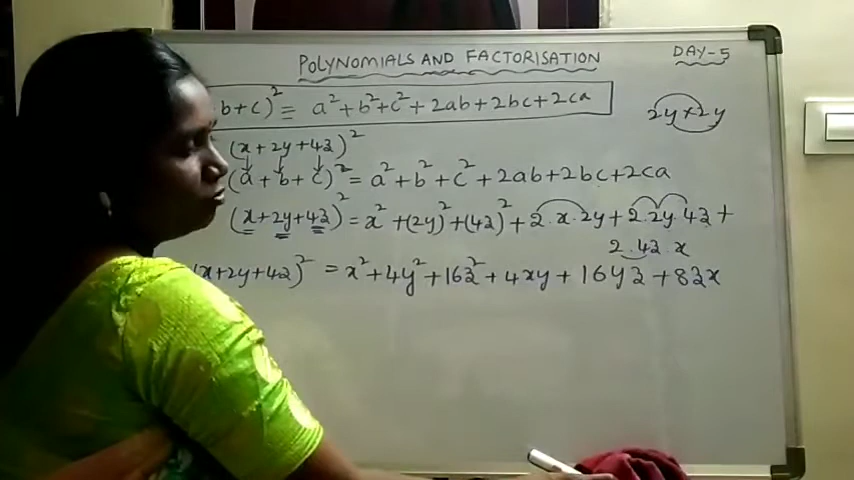 POLYNOMIALS AND FACTORISATION
DAY-5
b+c)² = a²+b²+c²+2ab+2bc+2ca
2y×2y
(x+2y+4z)²
(a+b+c)² = a²+b²+c²+2ab+2bc+2ca
(x+2y+4z)² = x²+(2y)²+(4z)²+2.x.2y+2.2y.4z+
2.4z.x
(x+2y+4z)² = x²+4y²+16z²+4xy+16yz+8zx